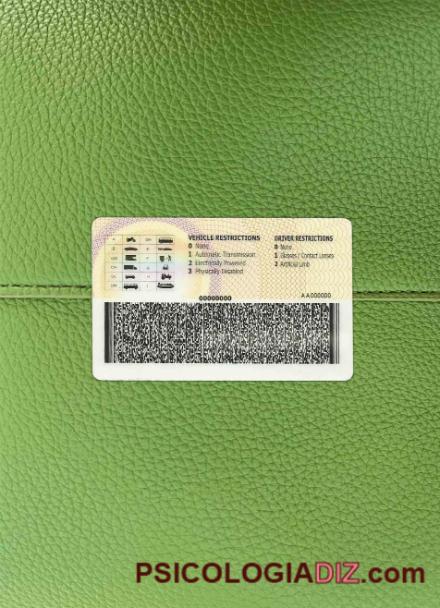 VEHICLE RESTRICTIONS
0 None
1 Automatic Transmission
2 Electrically Powered
3 Physically Disabled
DRIVER RESTRICTIONS
0 None
1 Glasses / Contact Lenses
2 Artificial Limb
00000000
AA000000
PSICOLOGIADIZ.com